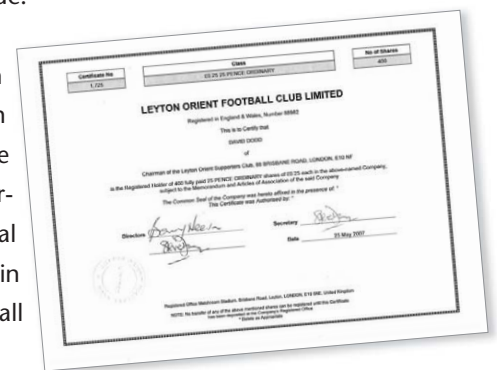 Certificate No
1,725
Class
£0.25 25 PENCE ORDINARY
No of Shares
400
LEYTON ORIENT FOOTBALL CLUB LIMITED
Registered in England & Wales, Number
This is to Certify that
DAVID DODD
of
Chairman of the Leyton Orient Supporters Club, BRISBANE ROAD, LONDON, E10
is the Registered Holder of 400 fully paid 25 PENCE ORDINARY shares of £0.25 each in the above-named Company,
subject to the Memorandum and Articles of Association of the said Company
The Common Seal of the Company was hereto affixed in the presence of: *
This Certificate was Authorised by: *
Directors
Secretary
Date
25 May 2007
Registered Office Matchroom Stadium, Brisbane Road, Leyton, LONDON, E10 5NE, United Kingdom
NOTE: No transfer of any of the above mentioned shares can be registered until this Certificate
has been deposited at the Company's Registered Office
* Delete as Appropriate
de.
r-
al
in
all